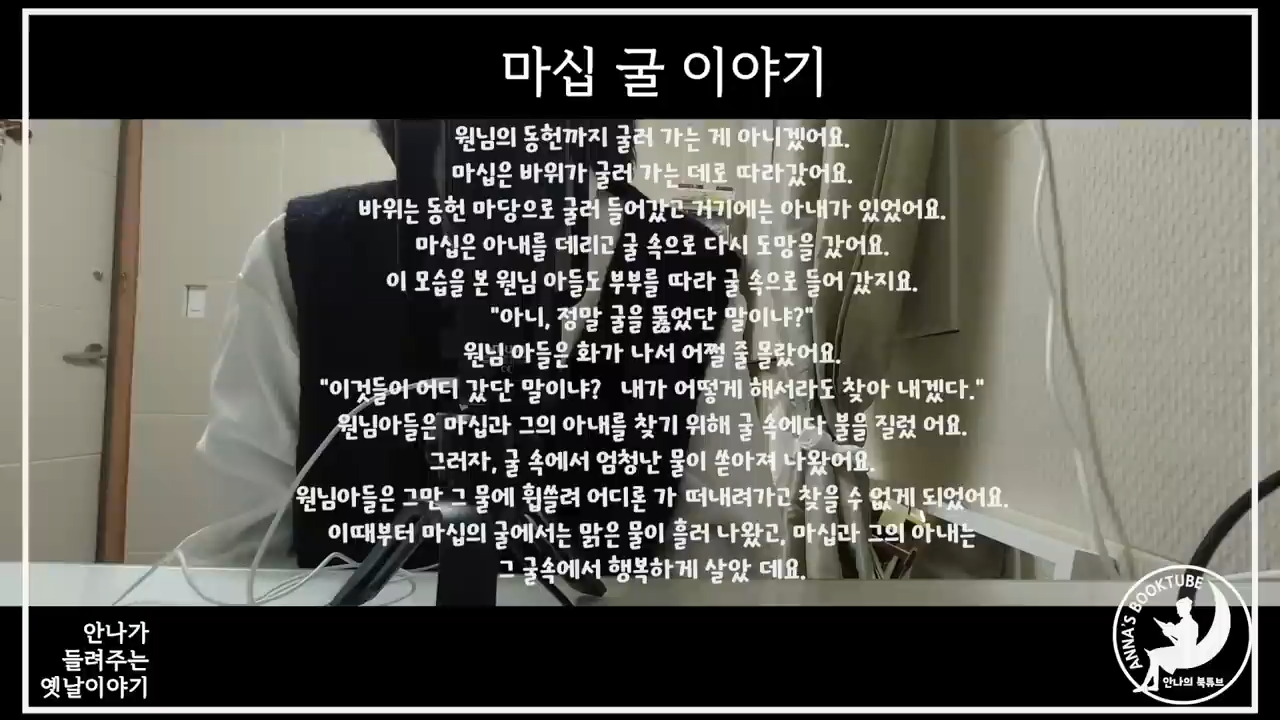 마십 굴 이야기
원님의 동헌까지 굴러 가는 게 아니겠어요.
마십은 바위가 굴러 가는 데로 따라갔어요.
바위는 동헌 마당으로 굴러 들어갔고 거기에는 아내가 있었어요.
마십은 아내를 데리고 굴 속으로 다시 도망을 갔어요.
이 모습을 본 원님 아들도 부부를 따라 굴 속으로 들어 갔지요.
"아니, 정말 굴을 뚫었단 말이냐?"
원님 아들은 화가 나서 어쩔 줄 몰랐어요.
"이것들이 어디 갔단 말이냐? 내가 어떻게 해서라도 찾아 내겠다."
원님아들은 마십과 그의 아내를 찾기 위해 굴 속에다 불을 질렀 어요.
그러자, 굴 속에서 엄청난 물이 쏟아져 나왔어요.
원님아들은 그만 그 물에 휩쓸려 어디론 가 떠내려가고 찾을 수 없게 되었어요.
이때부터 마십의 굴에서는 맑은 물이 흘러 나왔고, 마십과 그의 아내는
그 굴속에서 행복하게 살았 데요.
안나가
들려주는
옛날이야기
ANNA'S BOOKTUBE
안나의 북튜브